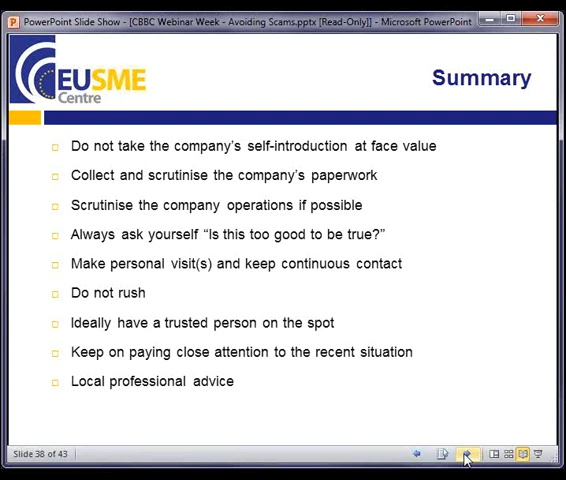 PowerPoint Slide Show - [CBBC Webinar Week - Avoiding Scams.pptx [Read-Only]] - Microsoft PowerPoint
EUSME
Centre
Summary
Do not take the company's self-introduction at face value
Collect and scrutinise the company's paperwork
Scrutinise the company operations if possible
Always ask yourself “Is this too good to be true?”
Make personal visit(s) and keep continuous contact
Do not rush
Ideally have a trusted person on the spot
Keep on paying close attention to the recent situation
Local professional advice
Slide 38 of 43